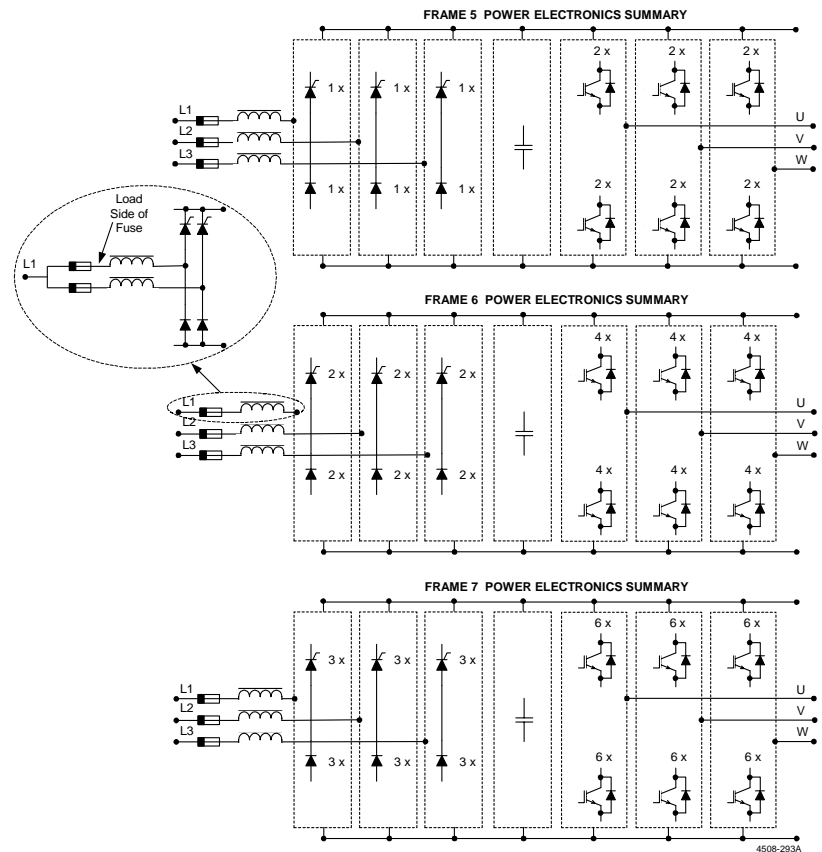 FRAME 5 POWER ELECTRONICS SUMMARY
2 x 2 x 2 x
1 x 1 x 1 x
L1
L2
L3
U
V
W
1 x 1 x 1 x
2 x 2 x 2 x
Load
Side of
Fuse
L1
FRAME 6 POWER ELECTRONICS SUMMARY
4 x 4 x 4 x
2 x 2 x 2 x
L1
L2
L3
U
V
W
2 x 2 x 2 x
4 x 4 x 4 x
FRAME 7 POWER ELECTRONICS SUMMARY
6 x 6 x 6 x
3 x 3 x 3 x
L1
L2
L3
U
V
W
3 x 3 x 3 x
6 x 6 x 6 x
4508-293A